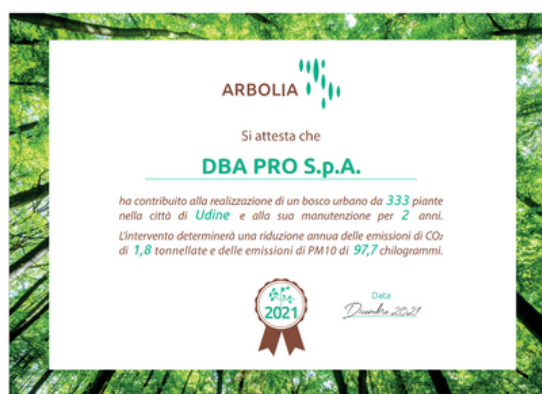 ARBOLIA
Si attesta che
DBA PRO S.p.A.
ha contribuito alla realizzazione di un bosco urbano da 333 piante
nella città di Udine e alla sua manutenzione per 2 anni.
L'intervento determinerà una riduzione annua delle emissioni di CO₂
di 1,8 tonnellate e delle emissioni di PM10 di 97,7 chilogrammi.
2021
Data
Dicembre 2021